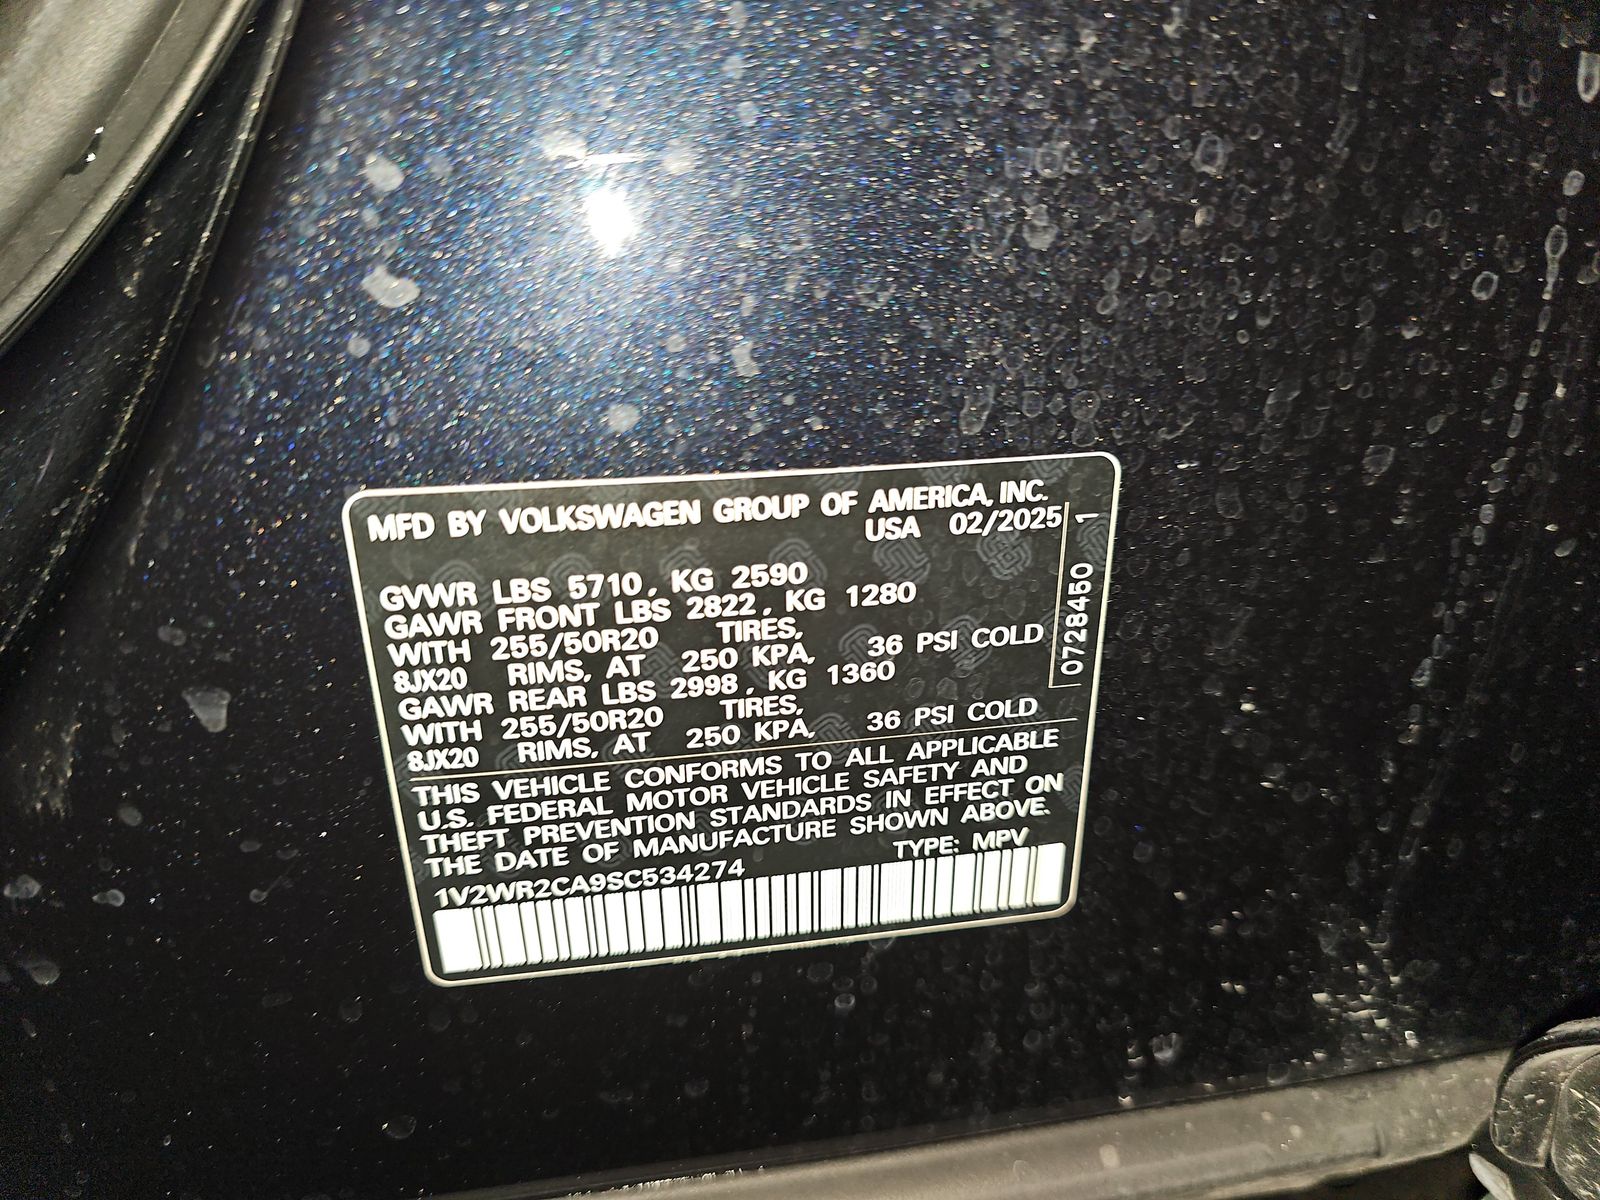 MFD BY VOLKSWAGEN GROUP OF AMERICA, INC.
USA 02/2025
GVWR LBS 5710, KG 2590
GAWR FRONT LBS 2822, KG 1280
WITH 255/50R20 TIRES,
8JX20 RIMS, AT 250 KPA, 36 PSI COLD
GAWR REAR LBS 2998, KG 1360
WITH 255/50R20 TIRES,
8JX20 RIMS, AT 250 KPA, 36 PSI COLD
THIS VEHICLE CONFORMS TO ALL APPLICABLE
U.S. FEDERAL MOTOR VEHICLE SAFETY AND
THEFT PREVENTION STANDARDS IN EFFECT ON
THE DATE OF MANUFACTURE SHOWN ABOVE.
1V2WR2CA9SC534274 TYPE: MPV
0728450 1